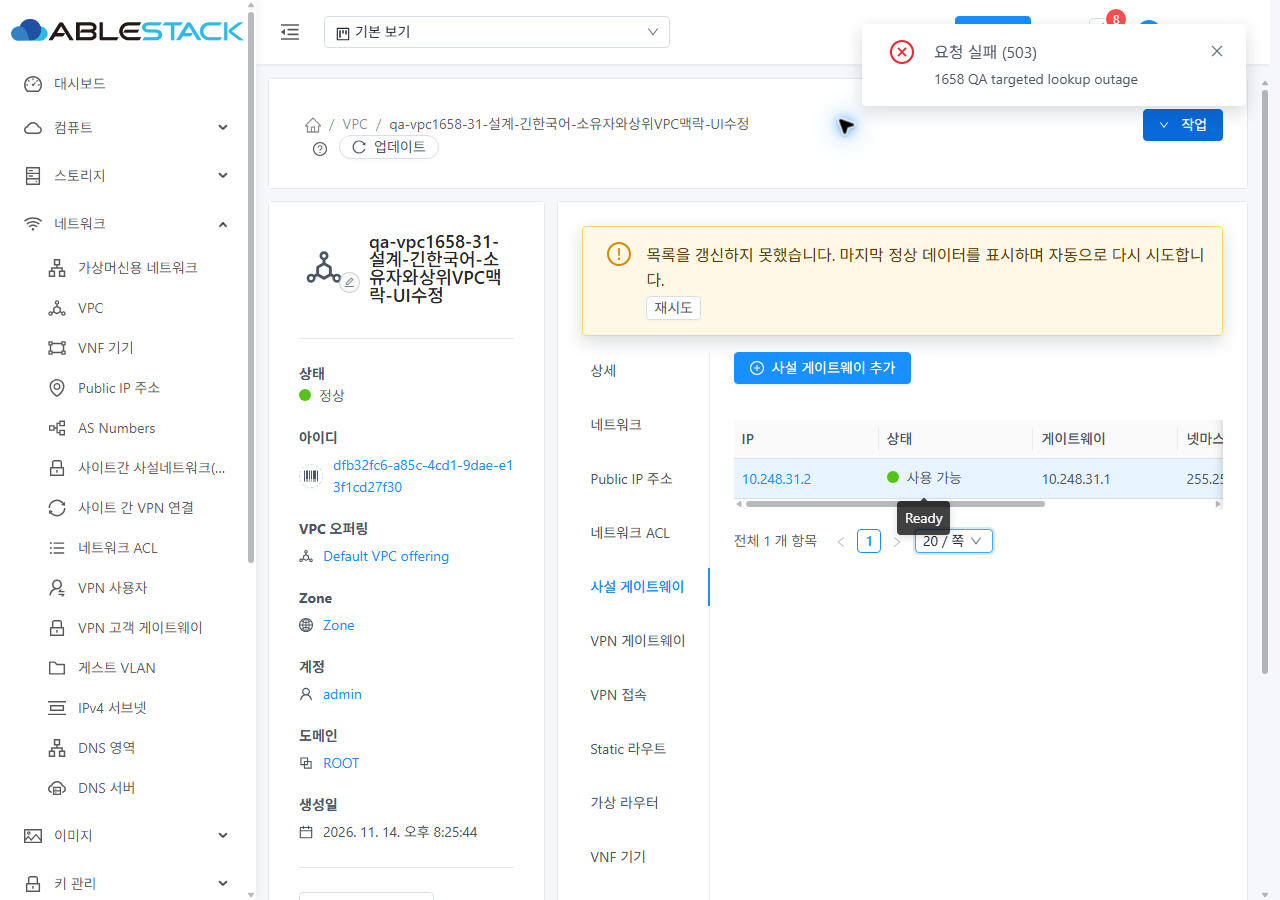 ABLESTACK
기본 보기
8
요청 실패 (503)
1658 QA targeted lookup outage
대시보드
컴퓨트
스토리지
네트워크
가상머신용 네트워크
VPC
VNF 기기
Public IP 주소
AS Numbers
사이트간 사설네트워크(...
사이트 간 VPN 연결
네트워크 ACL
VPN 사용자
VPN 고객 게이트웨이
게스트 VLAN
IPv4 서브넷
DNS 영역
DNS 서버
이미지
키 관리
/ VPC / qa-vpc1658-31-설계-긴한국어-소유자와상위VPC맥락-UI수정
업데이트
작업
qa-vpc1658-31-
설계-긴한국어-소
유자와상위VPC맥
락-UI수정
상태
정상
아이디
dfb32fc6-a85c-4cd1-9dae-e1
3f1cd27f30
VPC 오퍼링
Default VPC offering
Zone
Zone
계정
admin
도메인
ROOT
생성일
2026. 11. 14. 오후 8:25:44
목록을 갱신하지 못했습니다. 마지막 정상 데이터를 표시하며 자동으로 다시 시도합니
다.
재시도
상세
네트워크
Public IP 주소
네트워크 ACL
사설 게이트웨이
VPN 게이트웨이
VPN 접속
Static 라우트
가상 라우터
VNF 기기
사설 게이트웨이 추가
IP 상태 게이트웨이 넷마스
10.248.31.2 사용 가능 10.248.31.1 255.25
Ready
전체 1 개 항목 < 1 > 20 / 쪽